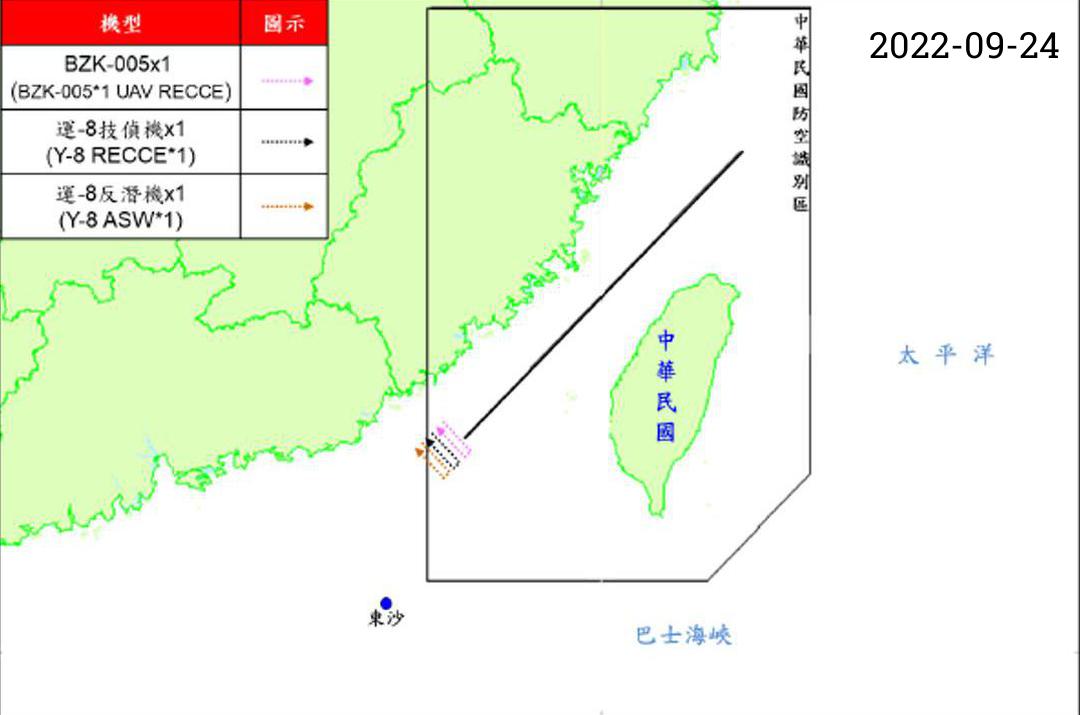 機型
圖示
BZK-005x1
(BZK-005*1 UAV RECCE)
運-8技偵機x1
(Y-8 RECCE*1)
運-8反潛機x1
(Y-8 ASW*1)
2022-09-24
中華民國防空識別區
中華民國
太平洋
東沙
巴士海峽